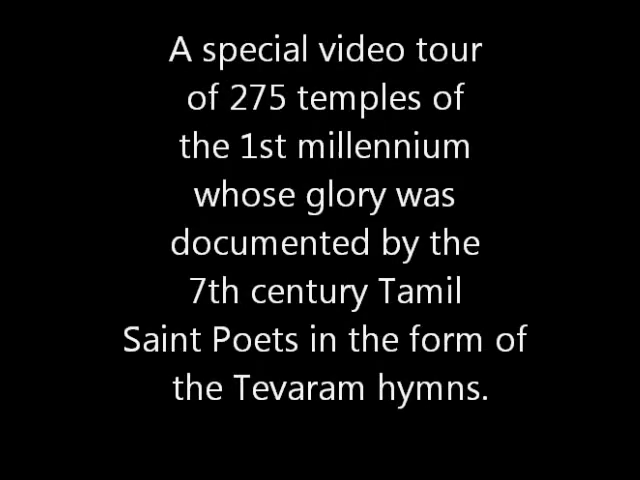 A special video tour
of 275 temples of
the 1st millennium
whose glory was
documented by the
7th century Tamil
Saint Poets in the form of
the Tevaram hymns.